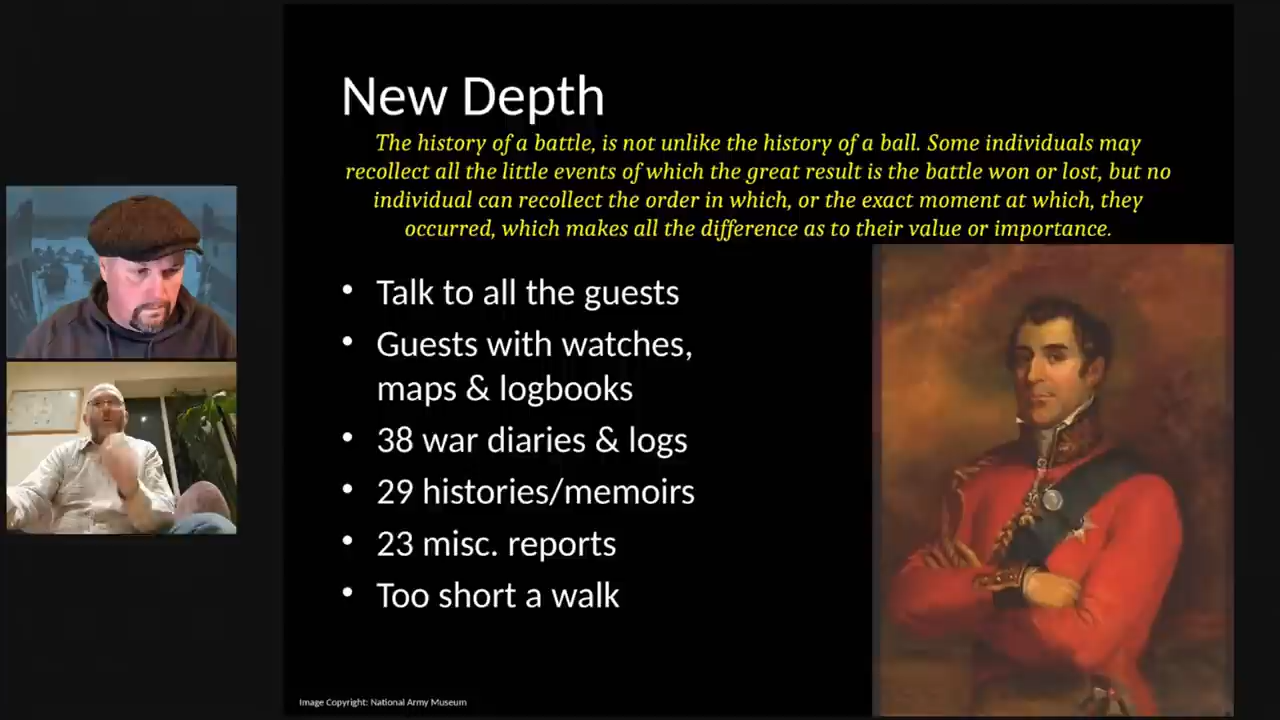 New Depth
The history of a battle, is not unlike the history of a ball. Some individuals may
recollect all the little events of which the great result is the battle won or lost, but no
individual can recollect the order in which, or the exact moment at which, they
occurred, which makes all the difference as to their value or importance.
• Talk to all the guests
• Guests with watches,
maps & logbooks
• 38 war diaries & logs
• 29 histories/memoirs
• 23 misc. reports
• Too short a walk
Image Copyright: National Army Museum